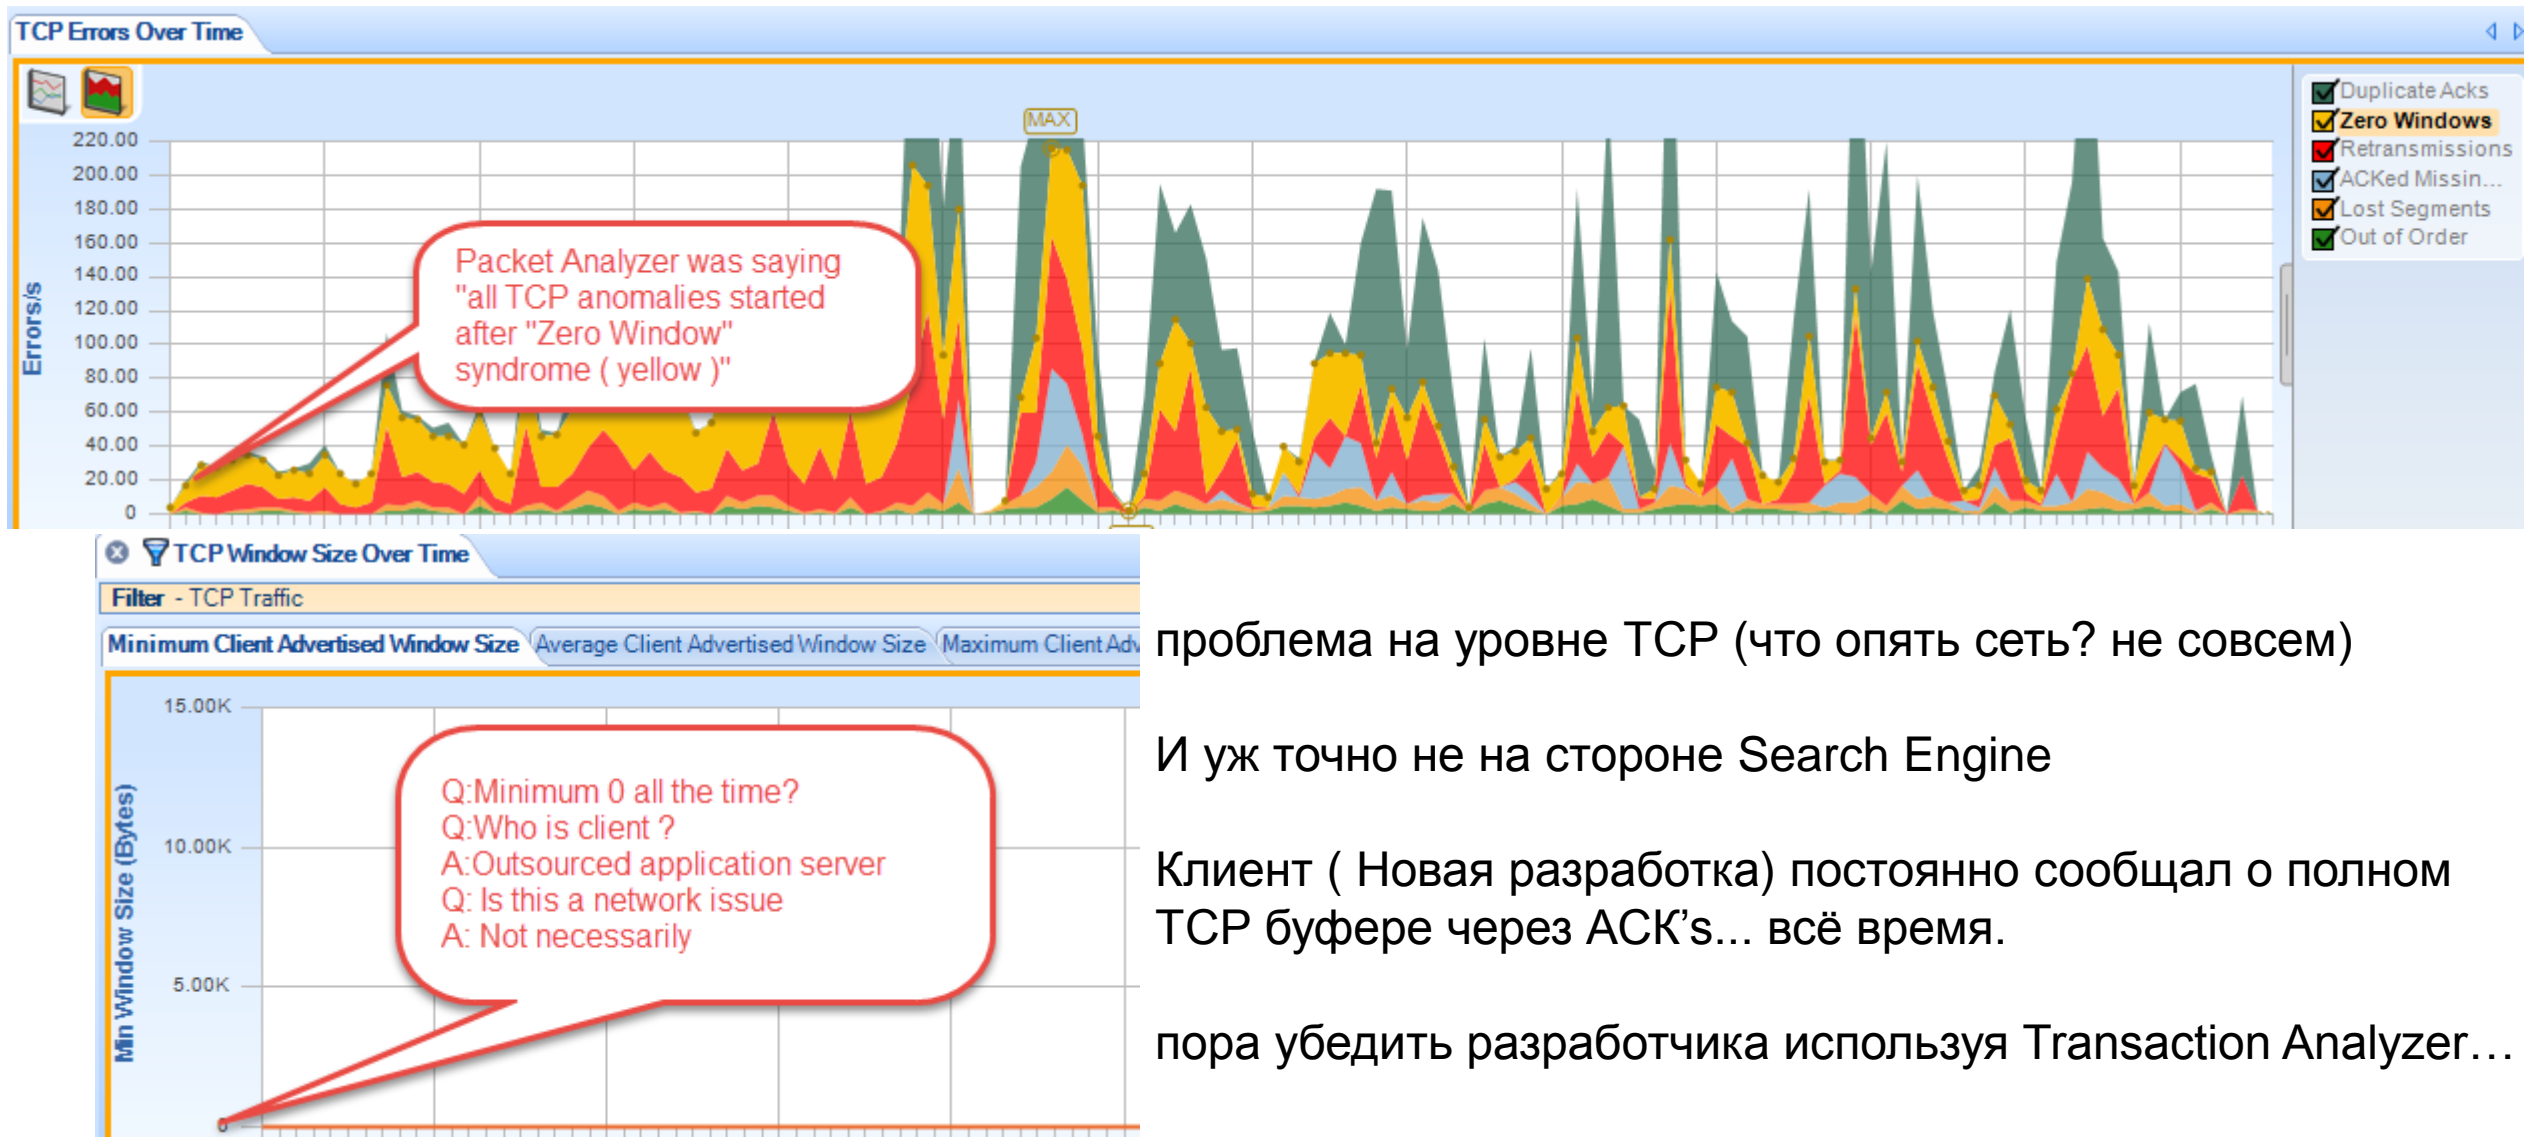 TCP Errors Over Time
MAX
220.00
200.00
180.00
160.00
140.00
120.00
100.00
80.00
60.00
40.00
20.00
0
Errors/s
Packet Analyzer was saying
"all TCP anomalies started
after "Zero Window"
syndrome ( yellow )"
Duplicate Acks
Zero Windows
Retransmissions
ACKed Missin...
Lost Segments
Out of Order
TCP Window Size Over Time
Filter - TCP Traffic
Minimum Client Advertised Window Size
Average Client Advertised Window Size
Maximum Client Adv
15.00K
10.00K
5.00K
0
Min Window Size (Bytes)
Q:Minimum 0 all the time?
Q:Who is client ?
A:Outsourced application server
Q: Is this a network issue
A: Not necessarily
проблема на уровне TCP (что опять сеть? не совсем)
И уж точно не на стороне Search Engine
Клиент ( Новая разработка) постоянно сообщал о полном
TCP буфере через ACK’s... всё время.
пора убедить разработчика используя Transaction Analyzer…